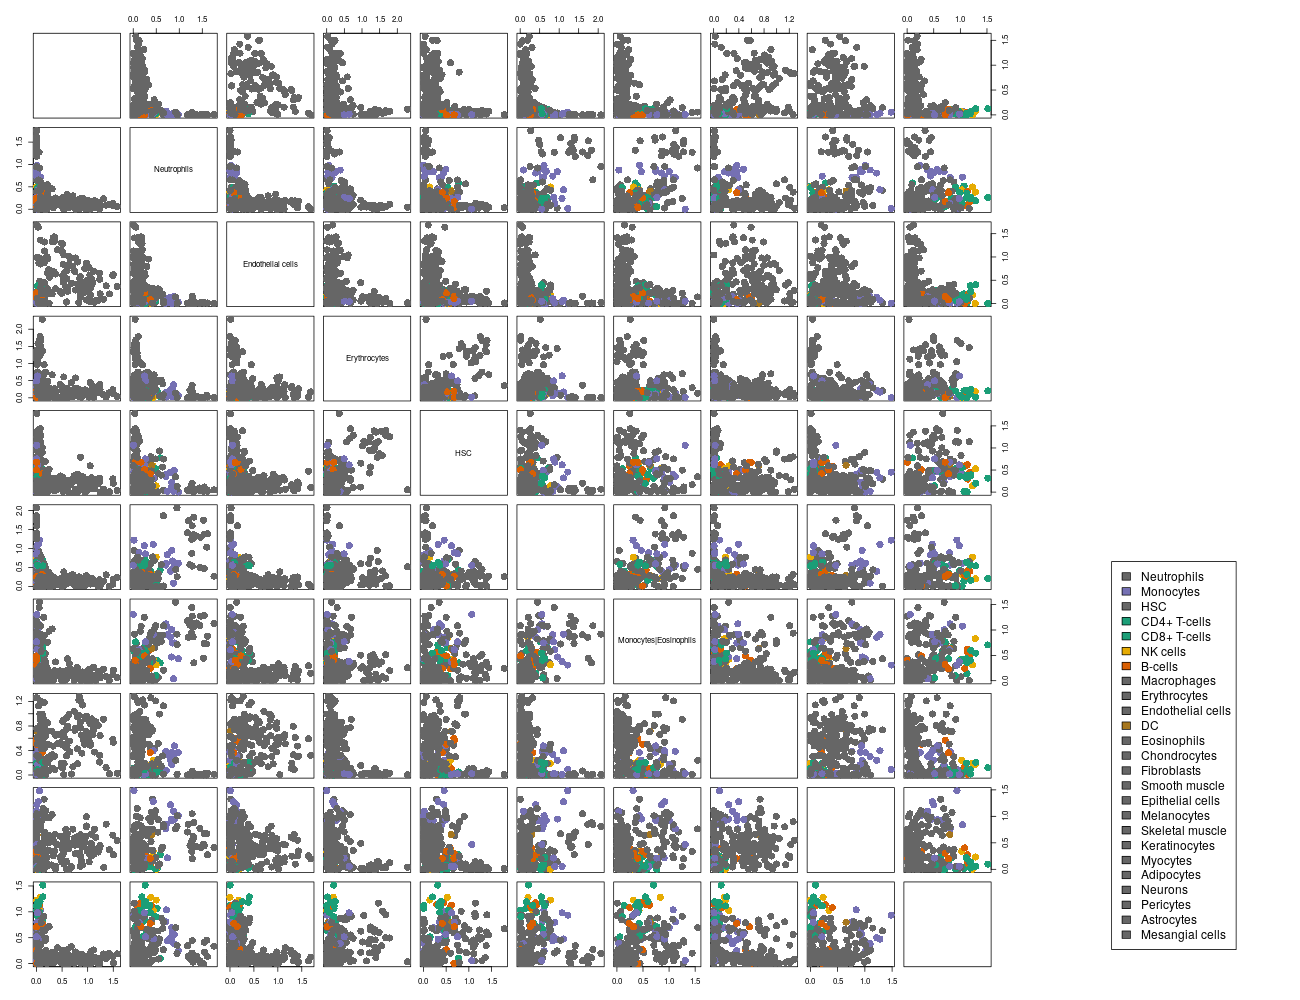 0.0 0.5 1.0 1.5 0.0 0.5 1.0 1.5 2.0 0.0 0.5 1.0 1.5 2.0 0.0 0.4 0.8 1.2 0.0 0.5 1.0 1.5
0.0 0.5 1.0 1.5
Neutrophils
0.0 0.5 1.0 1.5
Endothelial cells
0.0 0.5 1.0 1.5
Erythrocytes
0.0 0.5 1.0 1.5 2.0
HSC
0.0 0.5 1.0 1.5
0.0 0.5 1.0 1.5 2.0
Monocytes|Eosinophils
0.0 0.5 1.0 1.5
0.0 0.4 0.8 1.2
0.0 0.5 1.0 1.5
0.0 0.5 1.0 1.5
0.0 0.5 1.0 1.5 0.0 0.5 1.0 1.5 0.0 0.5 1.0 1.5 0.0 0.5 1.0 1.5 0.0 0.5 1.0 1.5
Neutrophils
Monocytes
HSC
CD4+ T-cells
CD8+ T-cells
NK cells
B-cells
Macrophages
Erythrocytes
Endothelial cells
DC
Eosinophils
Chondrocytes
Fibroblasts
Smooth muscle
Epithelial cells
Melanocytes
Skeletal muscle
Keratinocytes
Myocytes
Adipocytes
Neurons
Pericytes
Astrocytes
Mesangial cells